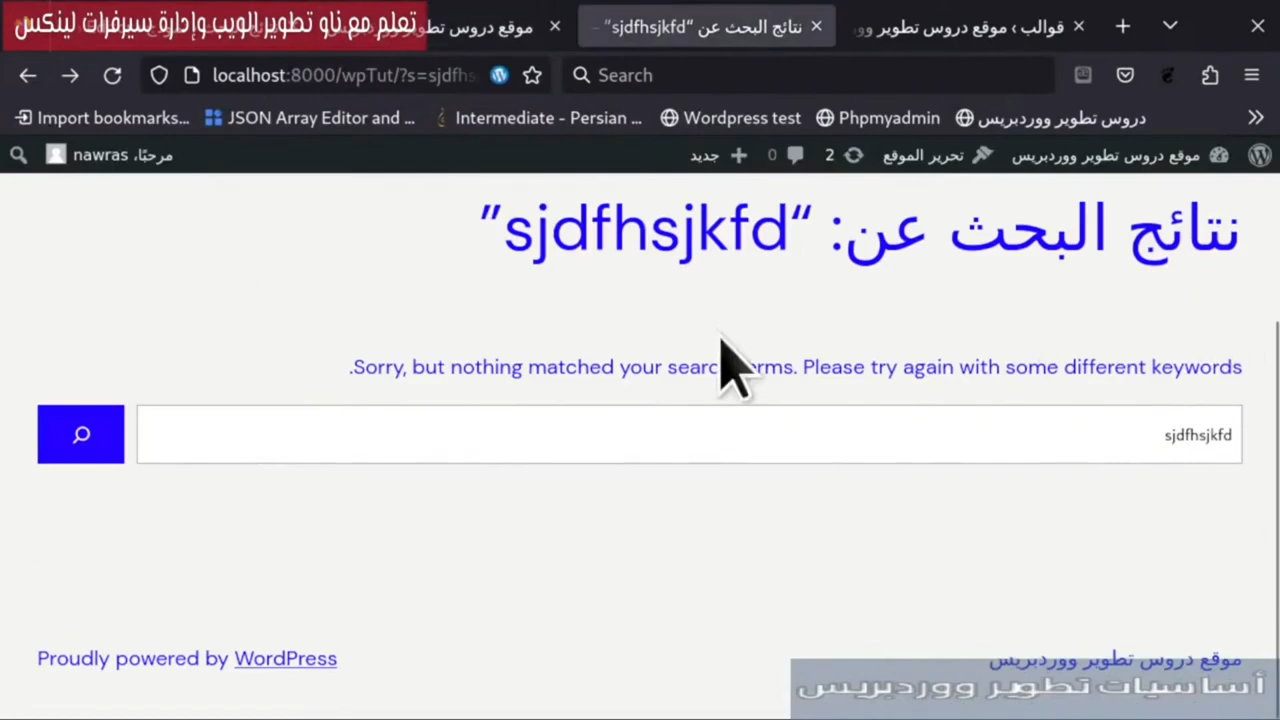 تعلم مع ناو تطوير الويب وإدارة سيرفرات لينكس
موقع دروس تطوير
نتائج البحث عن “sjdfhsjkfd” –
قوالب ‹ موقع دروس تطوير وور
localhost:8000/wpTut/?s=sjdfhs
Search
Import bookmarks...
JSON Array Editor and ...
Intermediate - Persian ...
Wordpress test
Phpmyadmin
دروس تطوير ووردبريس
موقع دروس تطوير ووردبريس
تحرير الموقع
2
0
جديد
مرحبًا، nawras
نتائج البحث عن: “sjdfhsjkfd”
Sorry, but nothing matched your search terms. Please try again with some different keywords.
sjdfhsjkfd
موقع دروس تطوير ووردبريس
Proudly powered by WordPress
أساسيات تطوير ووردبريس